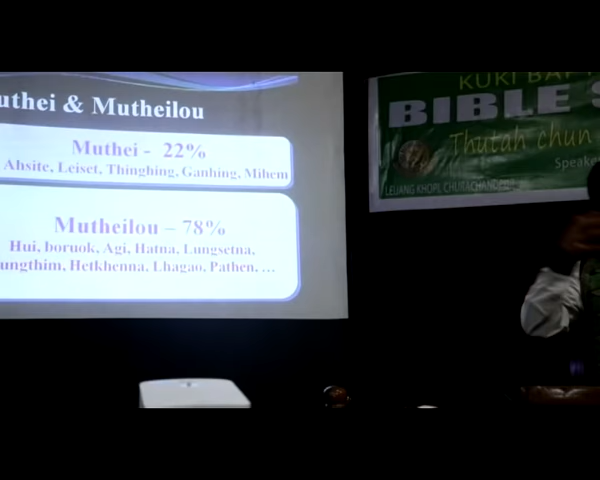 uthei & Mutheilou
Muthei - 22%
Ahsite, Leiset, Thinghing, Ganhing, Mihem
Mutheilou – 78%
Hui, boruok, Agi, Hatna, Lungsetna,
ungthim, Hetkhenna, Lhagao, Pathen, ...
KUKI BAPT
BIBLE S
Thutah chun
Speake
LEIJANG KHOPI, CHURACHANDPUR